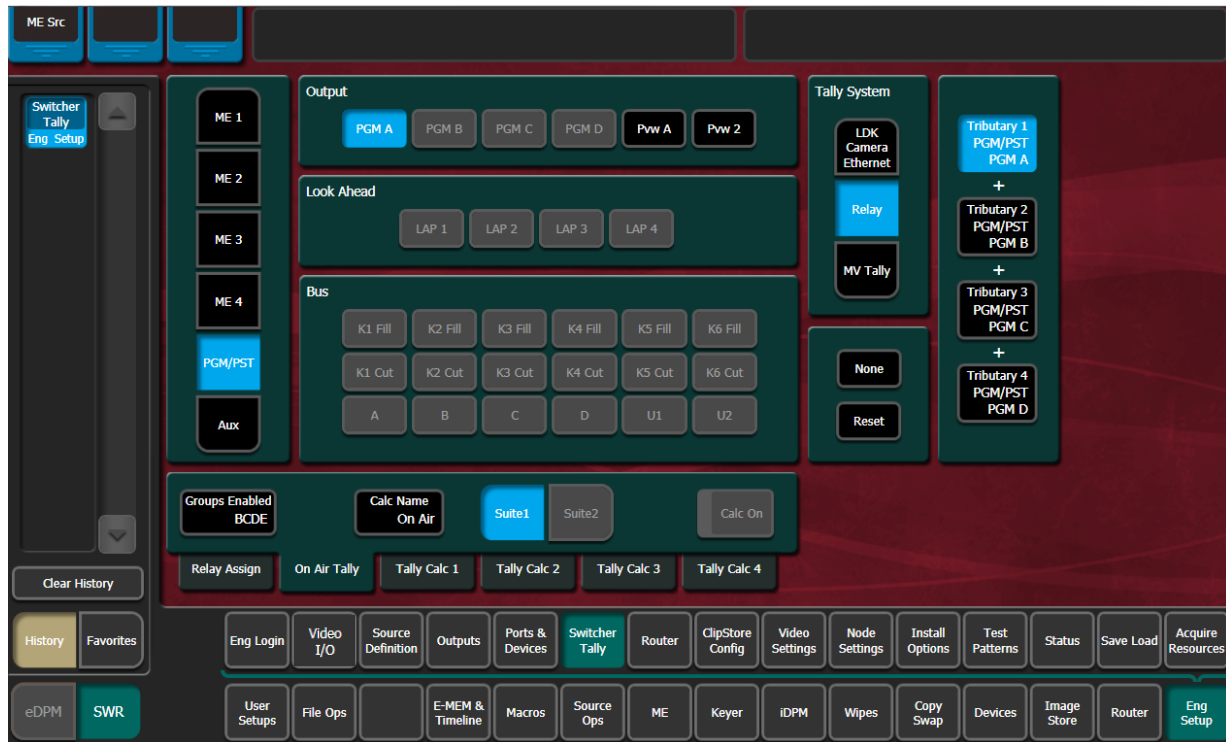 ME Src
Switcher
Tally
Eng Setup
Clear History
History
Favorites
eDPM
SWR
ME 1
ME 2
ME 3
ME 4
PGM/PST
Aux
Output
PGM A
PGM B
PGM C
PGM D
Pvw A
Pvw 2
Look Ahead
LAP 1
LAP 2
LAP 3
LAP 4
Bus
K1 Fill
K2 Fill
K3 Fill
K4 Fill
K5 Fill
K6 Fill
K1 Cut
K2 Cut
K3 Cut
K4 Cut
K5 Cut
K6 Cut
A
B
C
D
U1
U2
Tally System
LDK
Camera
Ethernet
Relay
MV Tally
None
Reset
Tributary 1
PGM/PST
PGM A
+
Tributary 2
PGM/PST
PGM B
+
Tributary 3
PGM/PST
PGM C
+
Tributary 4
PGM/PST
PGM D
Groups Enabled
BCDE
Calc Name
On Air
Suite1
Suite2
Calc On
Relay Assign
On Air Tally
Tally Calc 1
Tally Calc 2
Tally Calc 3
Tally Calc 4
Eng Login
Video
I/O
Source
Definition
Outputs
Ports &
Devices
Switcher
Tally
Router
ClipStore
Config
Video
Settings
Node
Settings
Install
Options
Test
Patterns
Status
Save Load
Acquire
Resources
User
Setups
File Ops
E-MEM &
Timeline
Macros
Source
Ops
ME
Keyer
iDPM
Wipes
Copy
Swap
Devices
Image
Store
Router
Eng
Setup